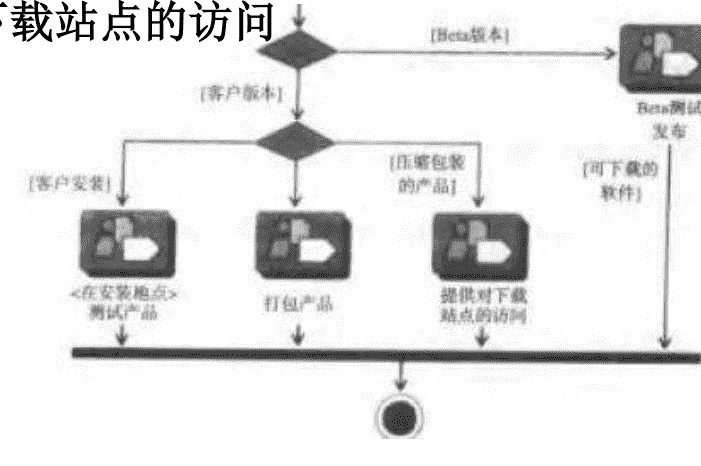 下载站点的访问
[Beta版本]
[客户版本]
Beta测试
发布
[压缩包装
的产品]
[可下载的
软件]
[客户安装]
<在安装地点>
测试产品
打包产品
提供对下载
站点的访问